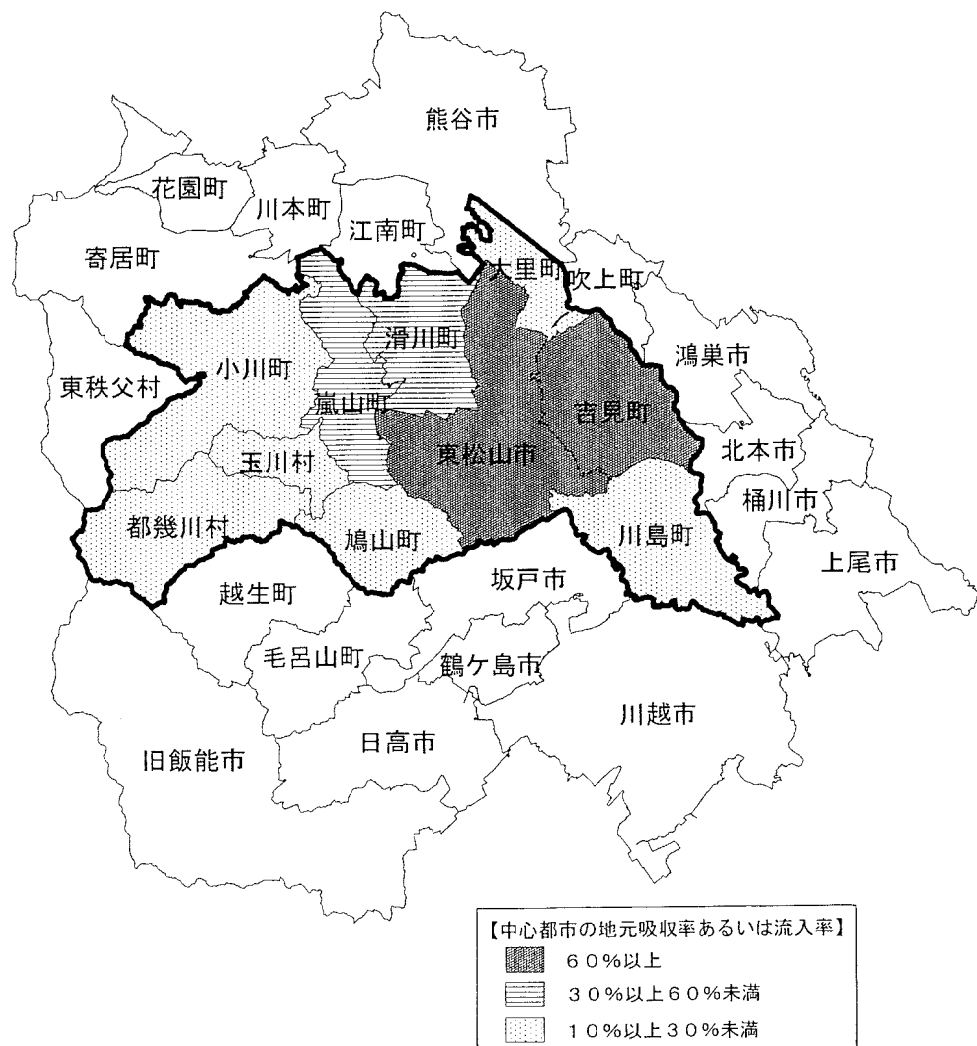 熊谷市
花園町
川本町
江南町
寄居町
大里町
吹上町
滑川町
鴻巣市
小川町
東秩父村
嵐山町
吉見町
東松山市
北本市
玉川村
桶川市
都幾川村
鳩山町
川島町
上尾市
坂戸市
越生町
毛呂山町
鶴ケ島市
川越市
日高市
旧飯能市
【中心都市の地元吸収率あるいは流入率】
60%以上
30%以上60%未満
10%以上30%未満